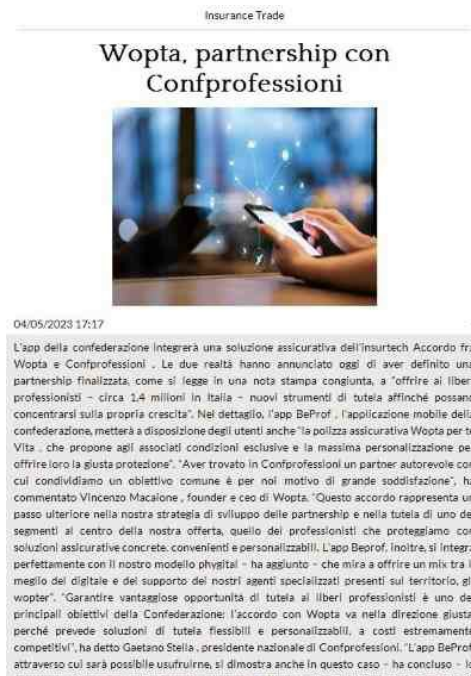 Insurance Trade
Wopta, partnership con
Confprofessioni
04/05/2023 17:17
L'app della confederazione integrerà una soluzione assicurativa dell'insurtech Accordo fra
Wopta e Confprofessioni . Le due realtà hanno annunciato oggi di aver definito una
partnership finalizzata, come si legge in una nota stampa congiunta, a "offrire ai liberi
professionisti – circa 1,4 milioni in Italia – nuovi strumenti di tutela affinché possano
concentrarsi sulla propria crescita". Nel dettaglio, l'app BeProf , l'applicazione mobile della
confederazione, metterà a disposizione degli utenti anche "la polizza assicurativa Wopta per te
Vita , che propone agli associati condizioni esclusive e la massima personalizzazione per
offrire loro la giusta protezione". "Aver trovato in Confprofessioni un partner autorevole con
cui condividiamo un obiettivo comune è per noi motivo di grande soddisfazione", ha
commentato Vincenzo Macaione , founder e ceo di Wopta. "Questo accordo rappresenta un
passo ulteriore nella nostra strategia di sviluppo delle partnership e nella tutela di uno dei
segmenti al centro della nostra offerta, quello dei professionisti che proteggiamo con
soluzioni assicurative concrete, convenienti e personalizzabili. L'app Beprof, inoltre, si integra
perfettamente con il nostro modello phygital – ha aggiunto – che mira a offrire un mix tra il
meglio del digitale e del supporto dei nostri agenti specializzati presenti sul territorio, gli
wopter". "Garantire vantaggiose opportunità di tutela ai liberi professionisti è uno dei
principali obiettivi della Confederazione: l'accordo con Wopta va nella direzione giusta
perché prevede soluzioni di tutela flessibili e personalizzabili, a costi estremamente
competitivi", ha detto Gaetano Stella , presidente nazionale di Confprofessioni. "L'app BeProf
attraverso cui sarà possibile usufruirne, si dimostra anche in questo caso – ha concluso – lo